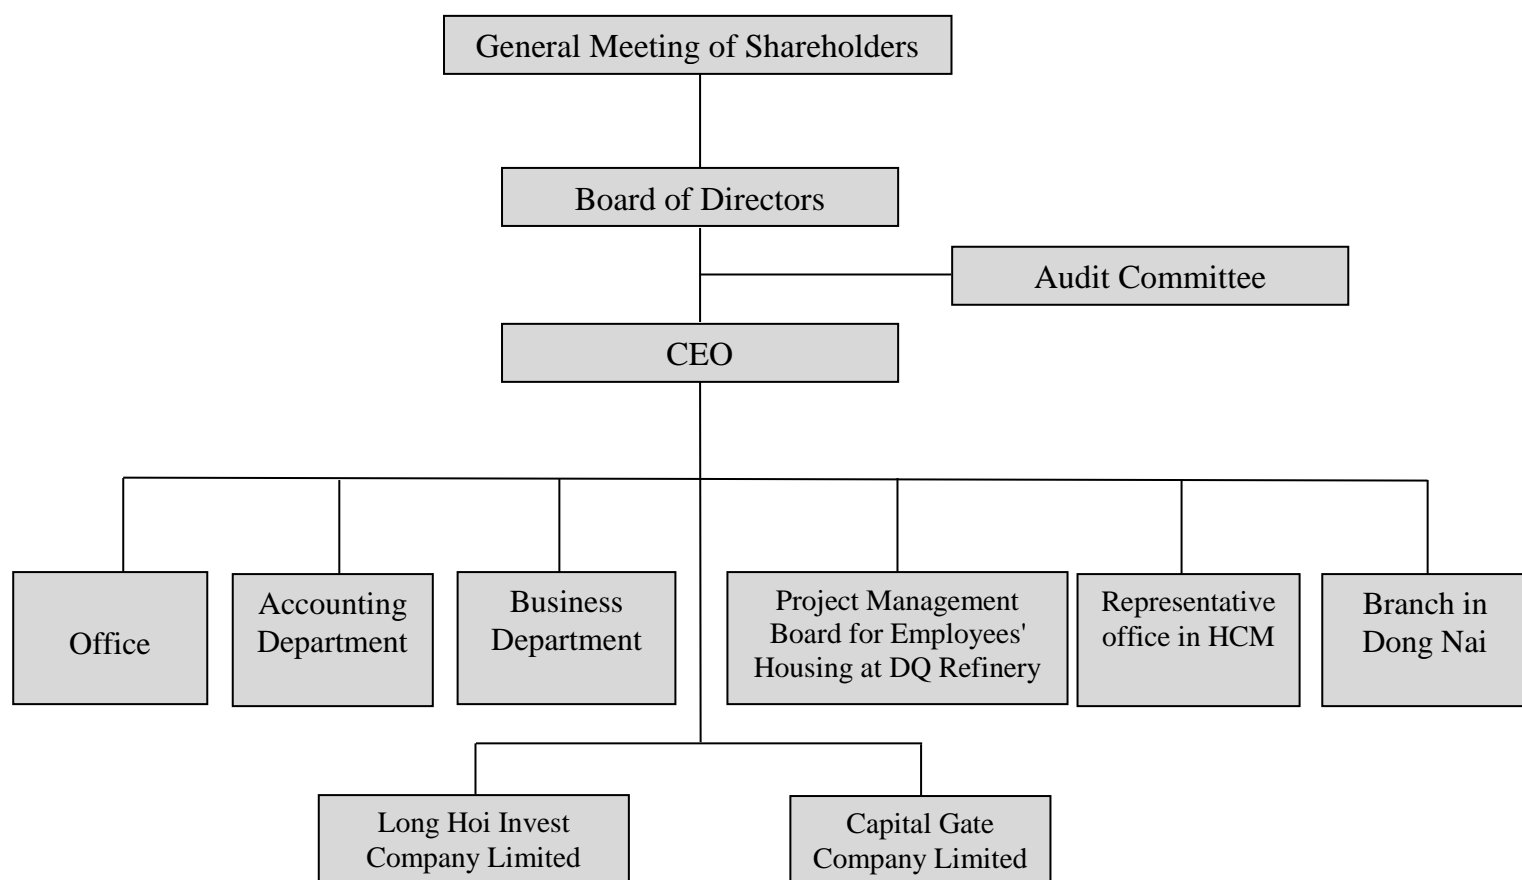 General Meeting of Shareholders
Board of Directors
Audit Committee
CEO
Office
Accounting
Department
Business
Department
Project Management
Board for Employees'
Housing at DQ Refinery
Representative
office in HCM
Branch in
Dong Nai
Long Hoi Invest
Company Limited
Capital Gate
Company Limited